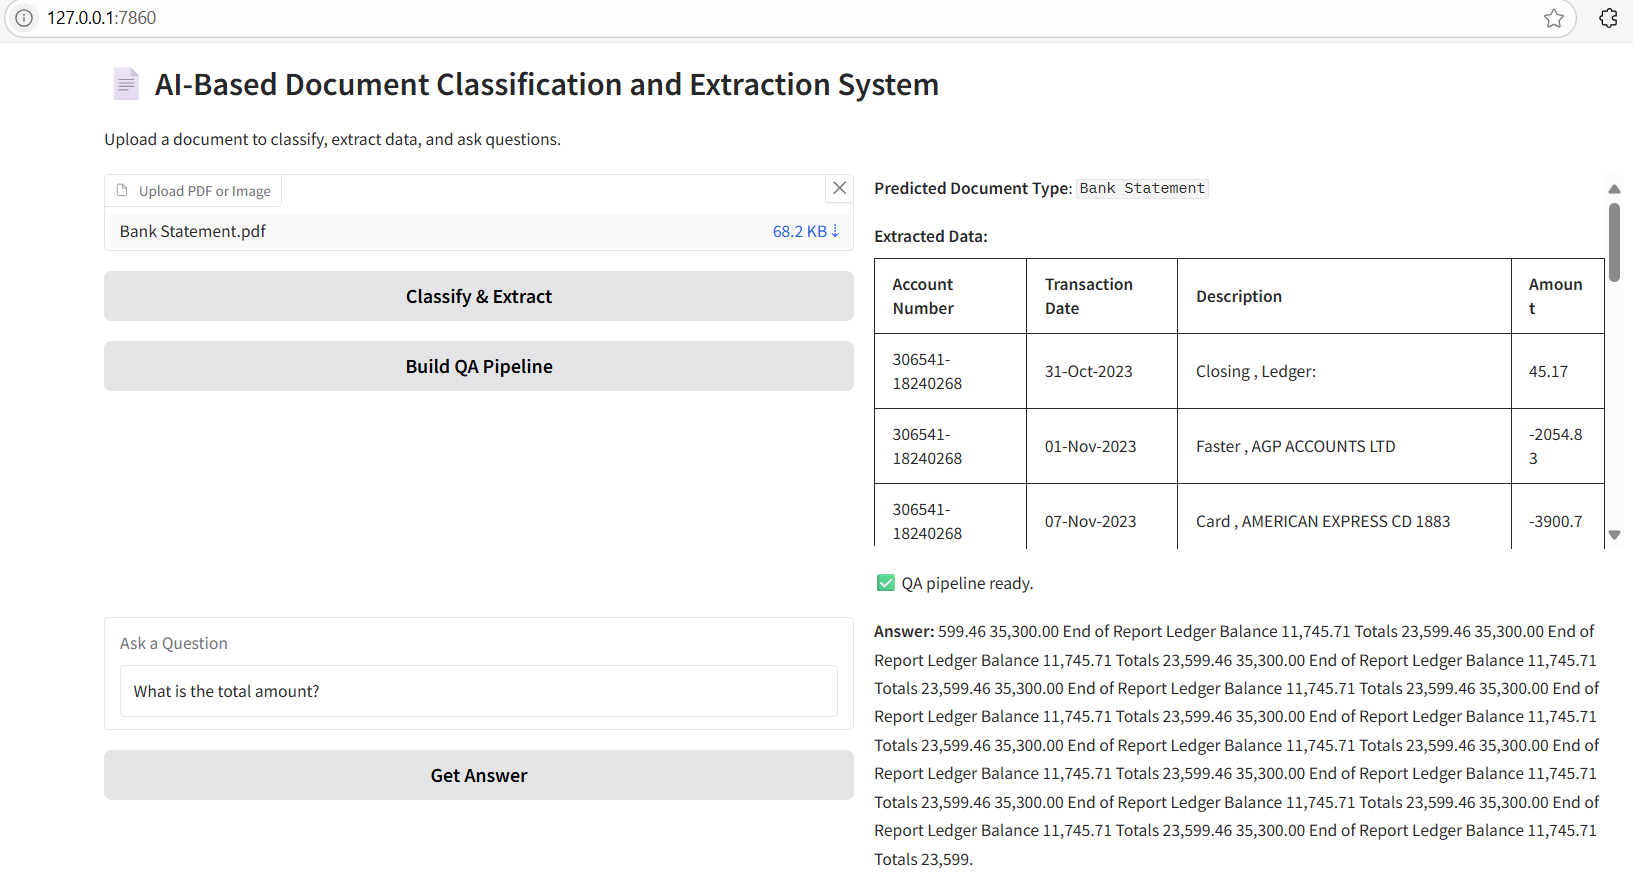 127.0.0.1:7860
AI-Based Document Classification and Extraction System
Upload a document to classify, extract data, and ask questions.
Upload PDF or Image
Bank Statement.pdf
68.2 KB ↓
Classify & Extract
Build QA Pipeline
Ask a Question
What is the total amount?
Get Answer
Predicted Document Type: Bank Statement
Extracted Data:
Account Number
Transaction Date
Description
Amoun
t
306541-
18240268
31-Oct-2023
Closing , Ledger:
45.17
306541-
18240268
01-Nov-2023
Faster , AGP ACCOUNTS LTD
-2054.8
3
306541-
18240268
07-Nov-2023
Card , AMERICAN EXPRESS CD 1883
-3900.7
✅ QA pipeline ready.
Answer: 599.46 35,300.00 End of Report Ledger Balance 11,745.71 Totals 23,599.46 35,300.00 End of
Report Ledger Balance 11,745.71 Totals 23,599.46 35,300.00 End of Report Ledger Balance 11,745.71
Totals 23,599.46 35,300.00 End of Report Ledger Balance 11,745.71 Totals 23,599.46 35,300.00 End of
Report Ledger Balance 11,745.71 Totals 23,599.46 35,300.00 End of Report Ledger Balance 11,745.71
Totals 23,599.46 35,300.00 End of Report Ledger Balance 11,745.71 Totals 23,599.46 35,300.00 End of
Report Ledger Balance 11,745.71 Totals 23,599.46 35,300.00 End of Report Ledger Balance 11,745.71
Totals 23,599.46 35,300.00 End of Report Ledger Balance 11,745.71 Totals 23,599.46 35,300.00 End of
Report Ledger Balance 11,745.71 Totals 23,599.46 35,300.00 End of Report Ledger Balance 11,745.71
Totals 23,599.